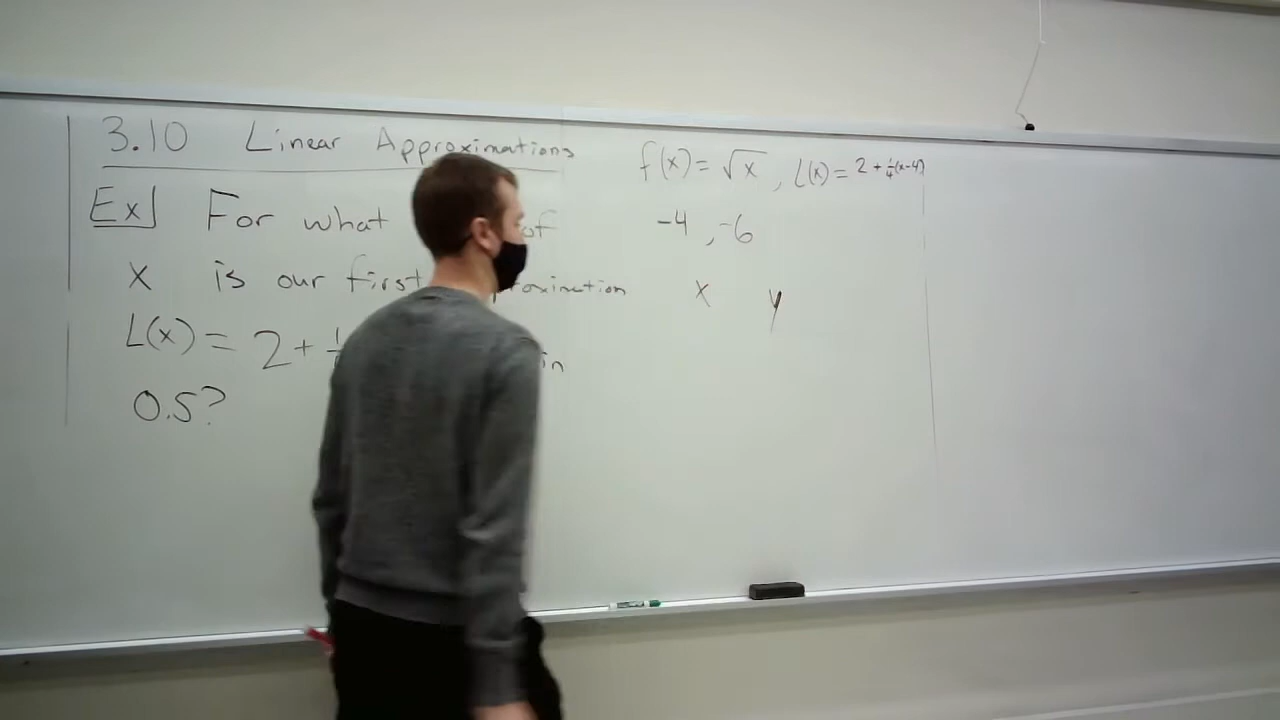 3.10 Linear Approximations
Ex] For what of
x is our first
L(x) = 2 + in
0.5?
f(x) = √x , L(x) = 2 + ¼(x-4)
-4 , -6
x y